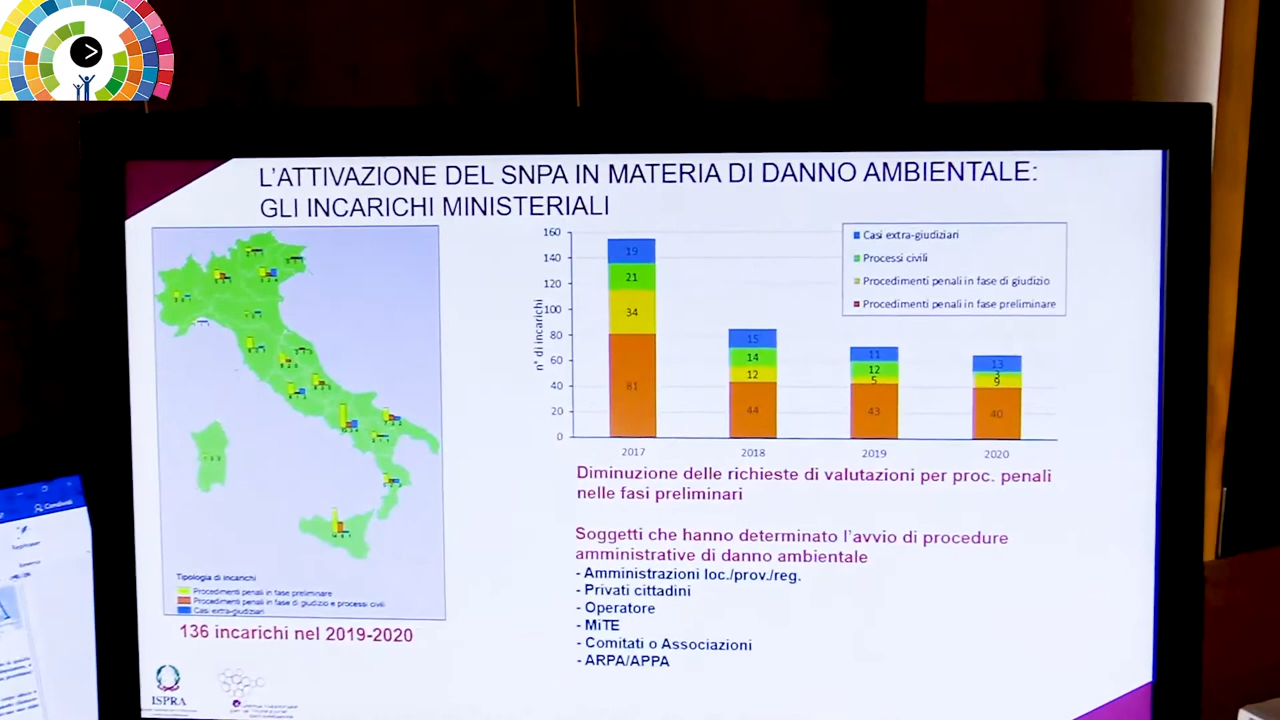 L'ATTIVAZIONE DEL SNPA IN MATERIA DI DANNO AMBIENTALE:
GLI INCARICHI MINISTERIALI
Tipologia di incarichi
Procedimenti penali in fase preliminare
Procedimenti penali in fase di giudizio e processi civili
Casi extra-giudiziari
136 incarichi nel 2019-2020
ISPRA
n° di incarichi
160
140
120
100
80
60
40
20
0
19
21
34
81
15
14
12
44
11
12
5
43
13
3
9
40
2017
2018
2019
2020
Casi extra-giudiziari
Processi civili
Procedimenti penali in fase di giudizio
Procedimenti penali in fase preliminare
Diminuzione delle richieste di valutazioni per proc. penali
nelle fasi preliminari
Soggetti che hanno determinato l'avvio di procedure
amministrative di danno ambientale
- Amministrazioni loc./prov./reg.
- Privati cittadini
- Operatore
- MiTE
- Comitati o Associazioni
- ARPA/APPA
Condividi